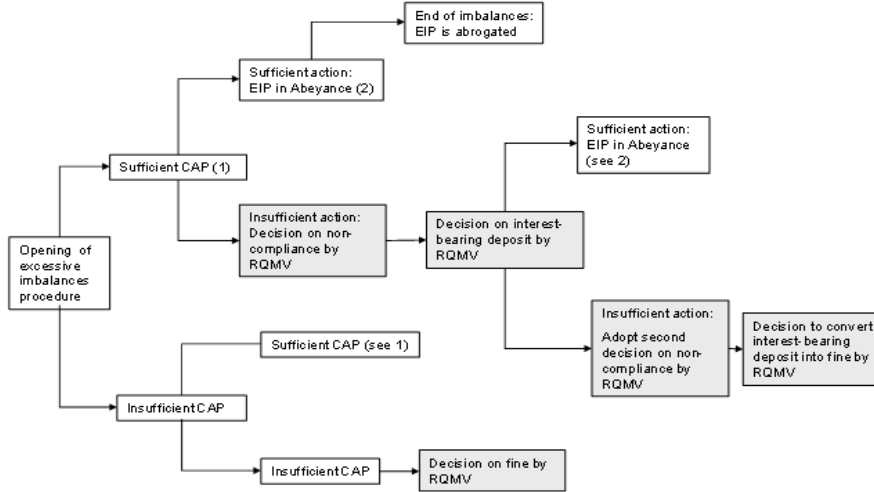 End of imbalances:
EIP is abrogated
Sufficient action:
EIP in Abeyance (2)
Sufficient action:
EIP in Abeyance
(see 2)
Sufficient CAP (1)
Insufficient action:
Decision on non-
compliance by
RQMV
Decision on interest-
bearing deposit by
RQMV
Opening of
excessive
imbalances
procedure
Insufficient action:
Adopt second
decision on non-
compliance by
RQMV
Decision to convert
interest-bearing
deposit into fine by
RQMV
Sufficient CAP (see 1)
Insufficient CAP
Insufficient CAP
Decision on fine by
RQMV